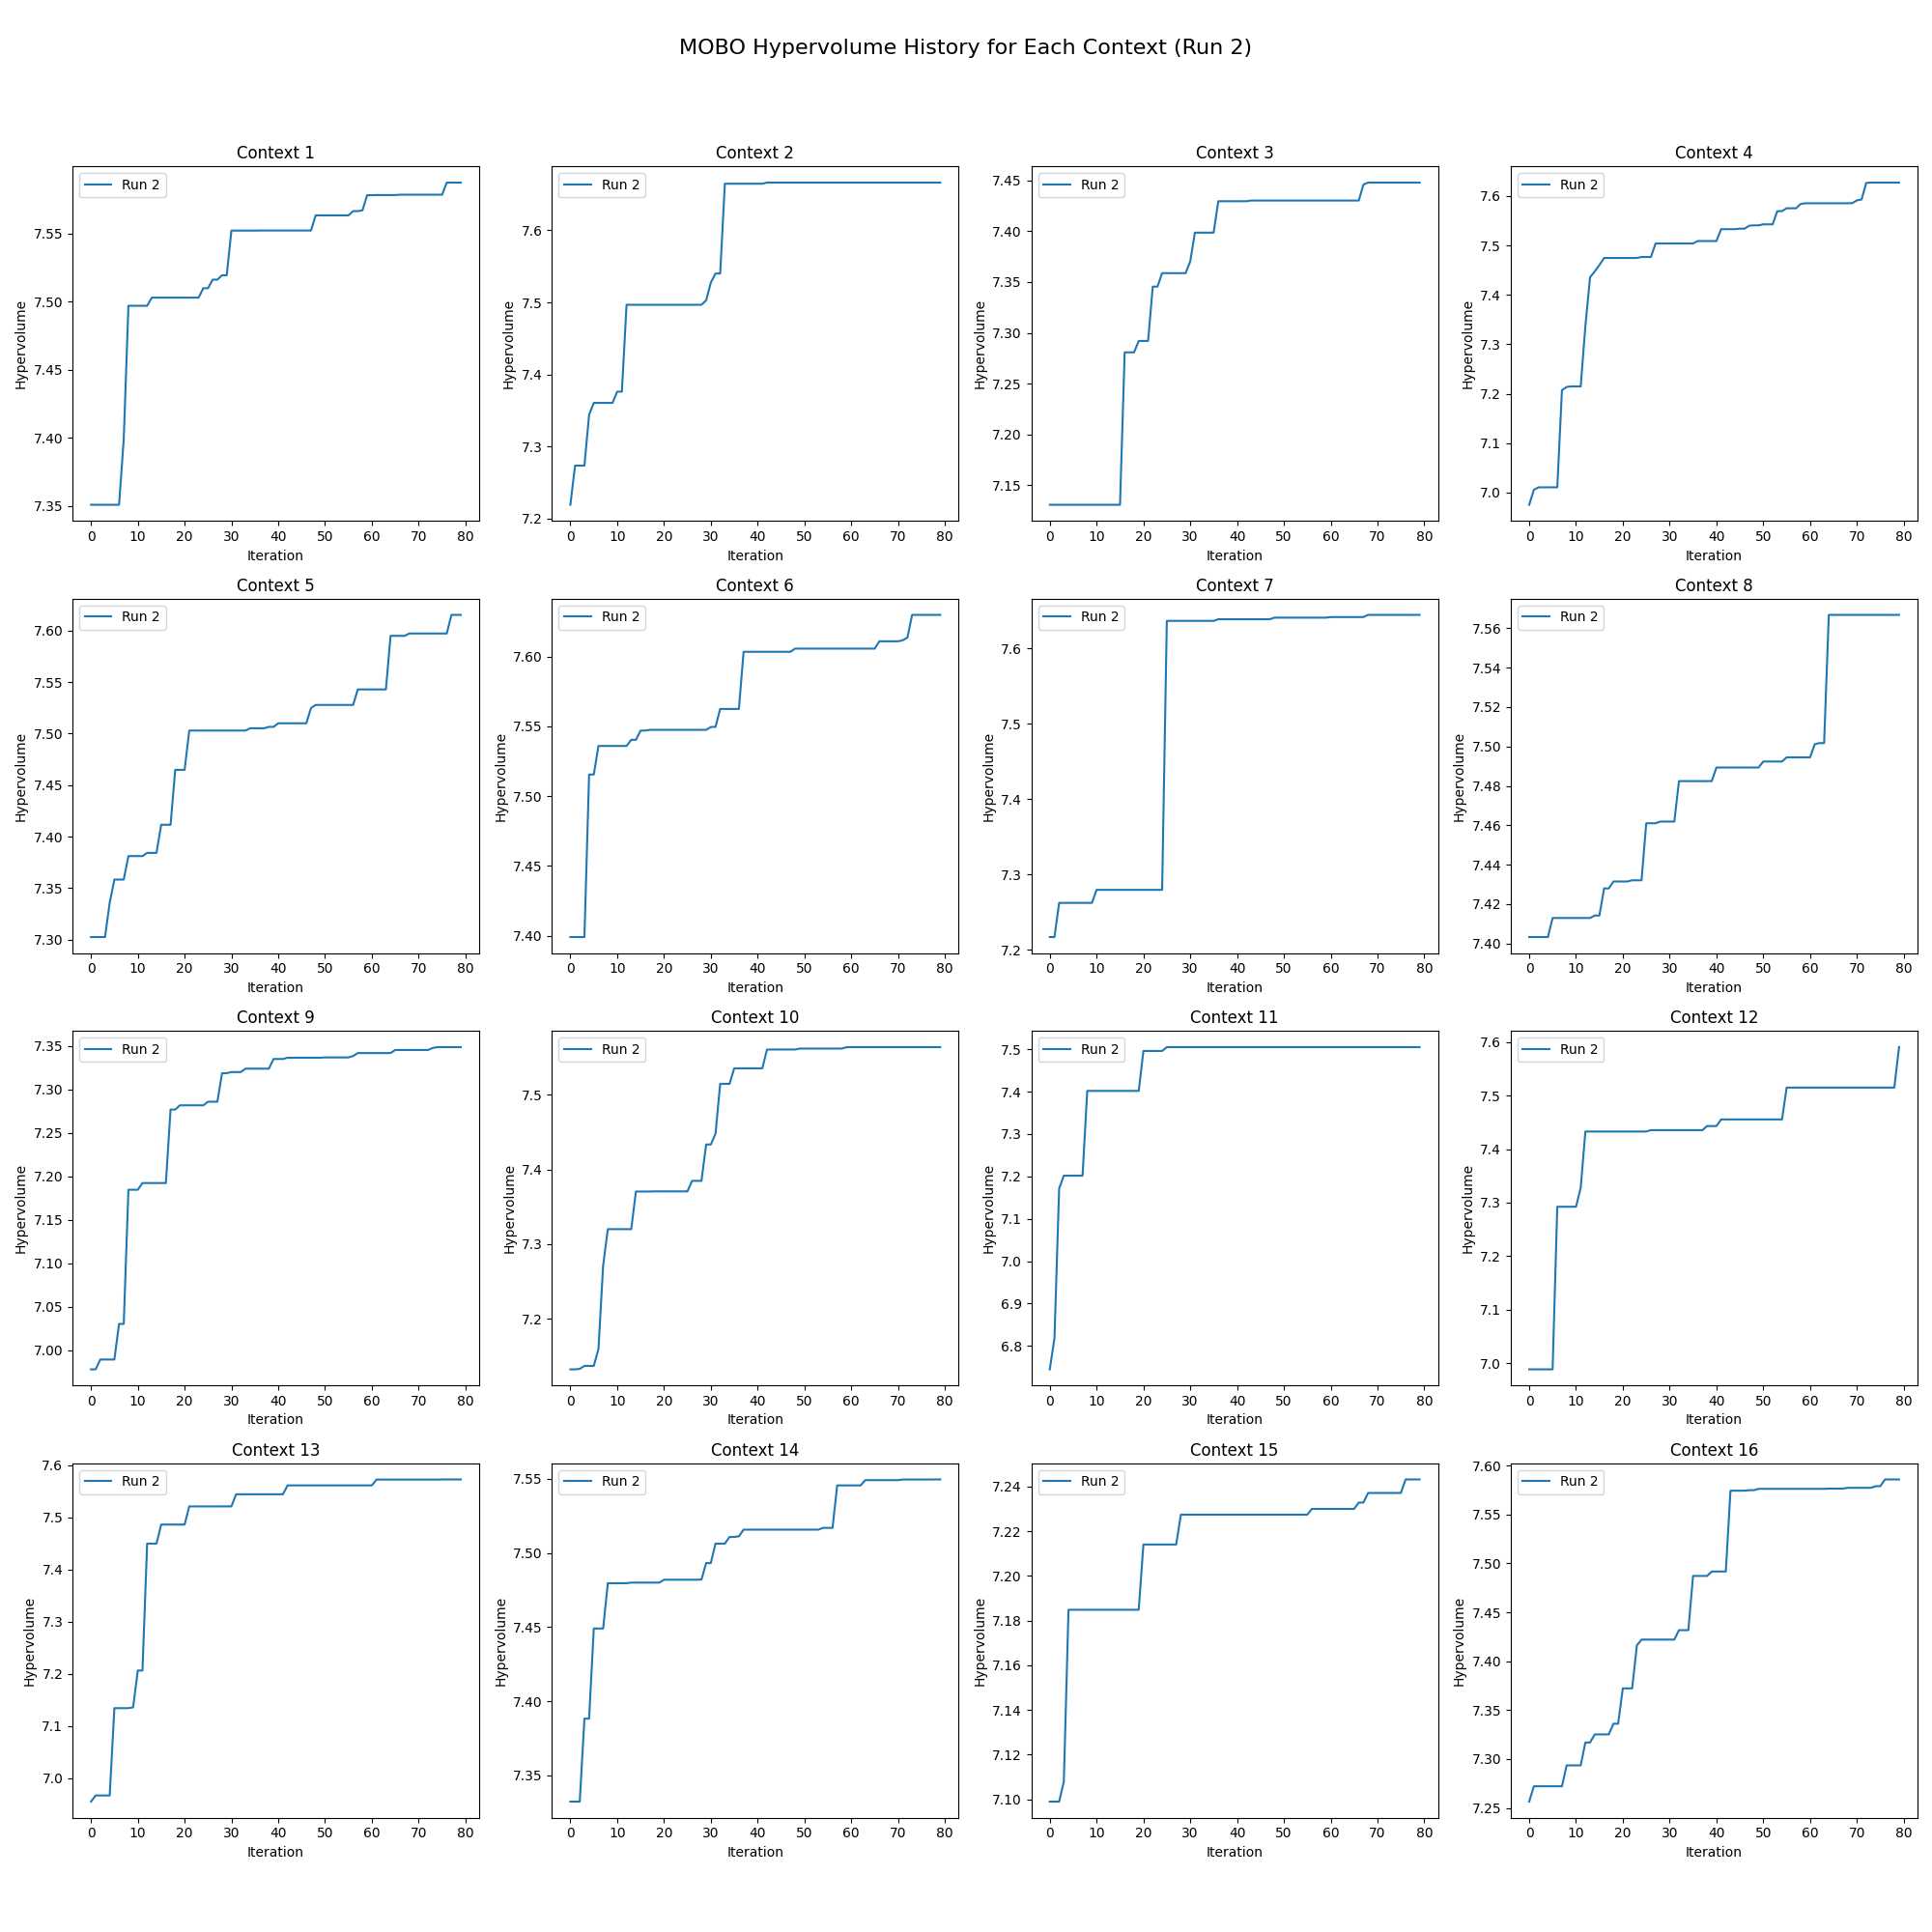 MOBO Hypervolume History for Each Context (Run 2)
Context 1
Run 2
7.55
7.50
7.45
7.40
7.35
Hypervolume
0 10 20 30 40 50 60 70 80
Iteration
Context 2
Run 2
7.6
7.5
7.4
7.3
7.2
Hypervolume
0 10 20 30 40 50 60 70 80
Iteration
Context 3
Run 2
7.45
7.40
7.35
7.30
7.25
7.20
7.15
Hypervolume
0 10 20 30 40 50 60 70 80
Iteration
Context 4
Run 2
7.6
7.5
7.4
7.3
7.2
7.1
7.0
Hypervolume
0 10 20 30 40 50 60 70 80
Iteration
Context 5
Run 2
7.60
7.55
7.50
7.45
7.40
7.35
7.30
Hypervolume
0 10 20 30 40 50 60 70 80
Iteration
Context 6
Run 2
7.60
7.55
7.50
7.45
7.40
Hypervolume
0 10 20 30 40 50 60 70 80
Iteration
Context 7
Run 2
7.6
7.5
7.4
7.3
7.2
Hypervolume
0 10 20 30 40 50 60 70 80
Iteration
Context 8
Run 2
7.56
7.54
7.52
7.50
7.48
7.46
7.44
7.42
7.40
Hypervolume
0 10 20 30 40 50 60 70 80
Iteration
Context 9
Run 2
7.35
7.30
7.25
7.20
7.15
7.10
7.05
7.00
Hypervolume
0 10 20 30 40 50 60 70 80
Iteration
Context 10
Run 2
7.5
7.4
7.3
7.2
Hypervolume
0 10 20 30 40 50 60 70 80
Iteration
Context 11
Run 2
7.5
7.4
7.3
7.2
7.1
7.0
6.9
6.8
Hypervolume
0 10 20 30 40 50 60 70 80
Iteration
Context 12
Run 2
7.6
7.5
7.4
7.3
7.2
7.1
7.0
Hypervolume
0 10 20 30 40 50 60 70 80
Iteration
Context 13
Run 2
7.6
7.5
7.4
7.3
7.2
7.1
7.0
Hypervolume
0 10 20 30 40 50 60 70 80
Iteration
Context 14
Run 2
7.55
7.50
7.45
7.40
7.35
Hypervolume
0 10 20 30 40 50 60 70 80
Iteration
Context 15
Run 2
7.24
7.22
7.20
7.18
7.16
7.14
7.12
7.10
Hypervolume
0 10 20 30 40 50 60 70 80
Iteration
Context 16
Run 2
7.60
7.55
7.50
7.45
7.40
7.35
7.30
7.25
Hypervolume
0 10 20 30 40 50 60 70 80
Iteration